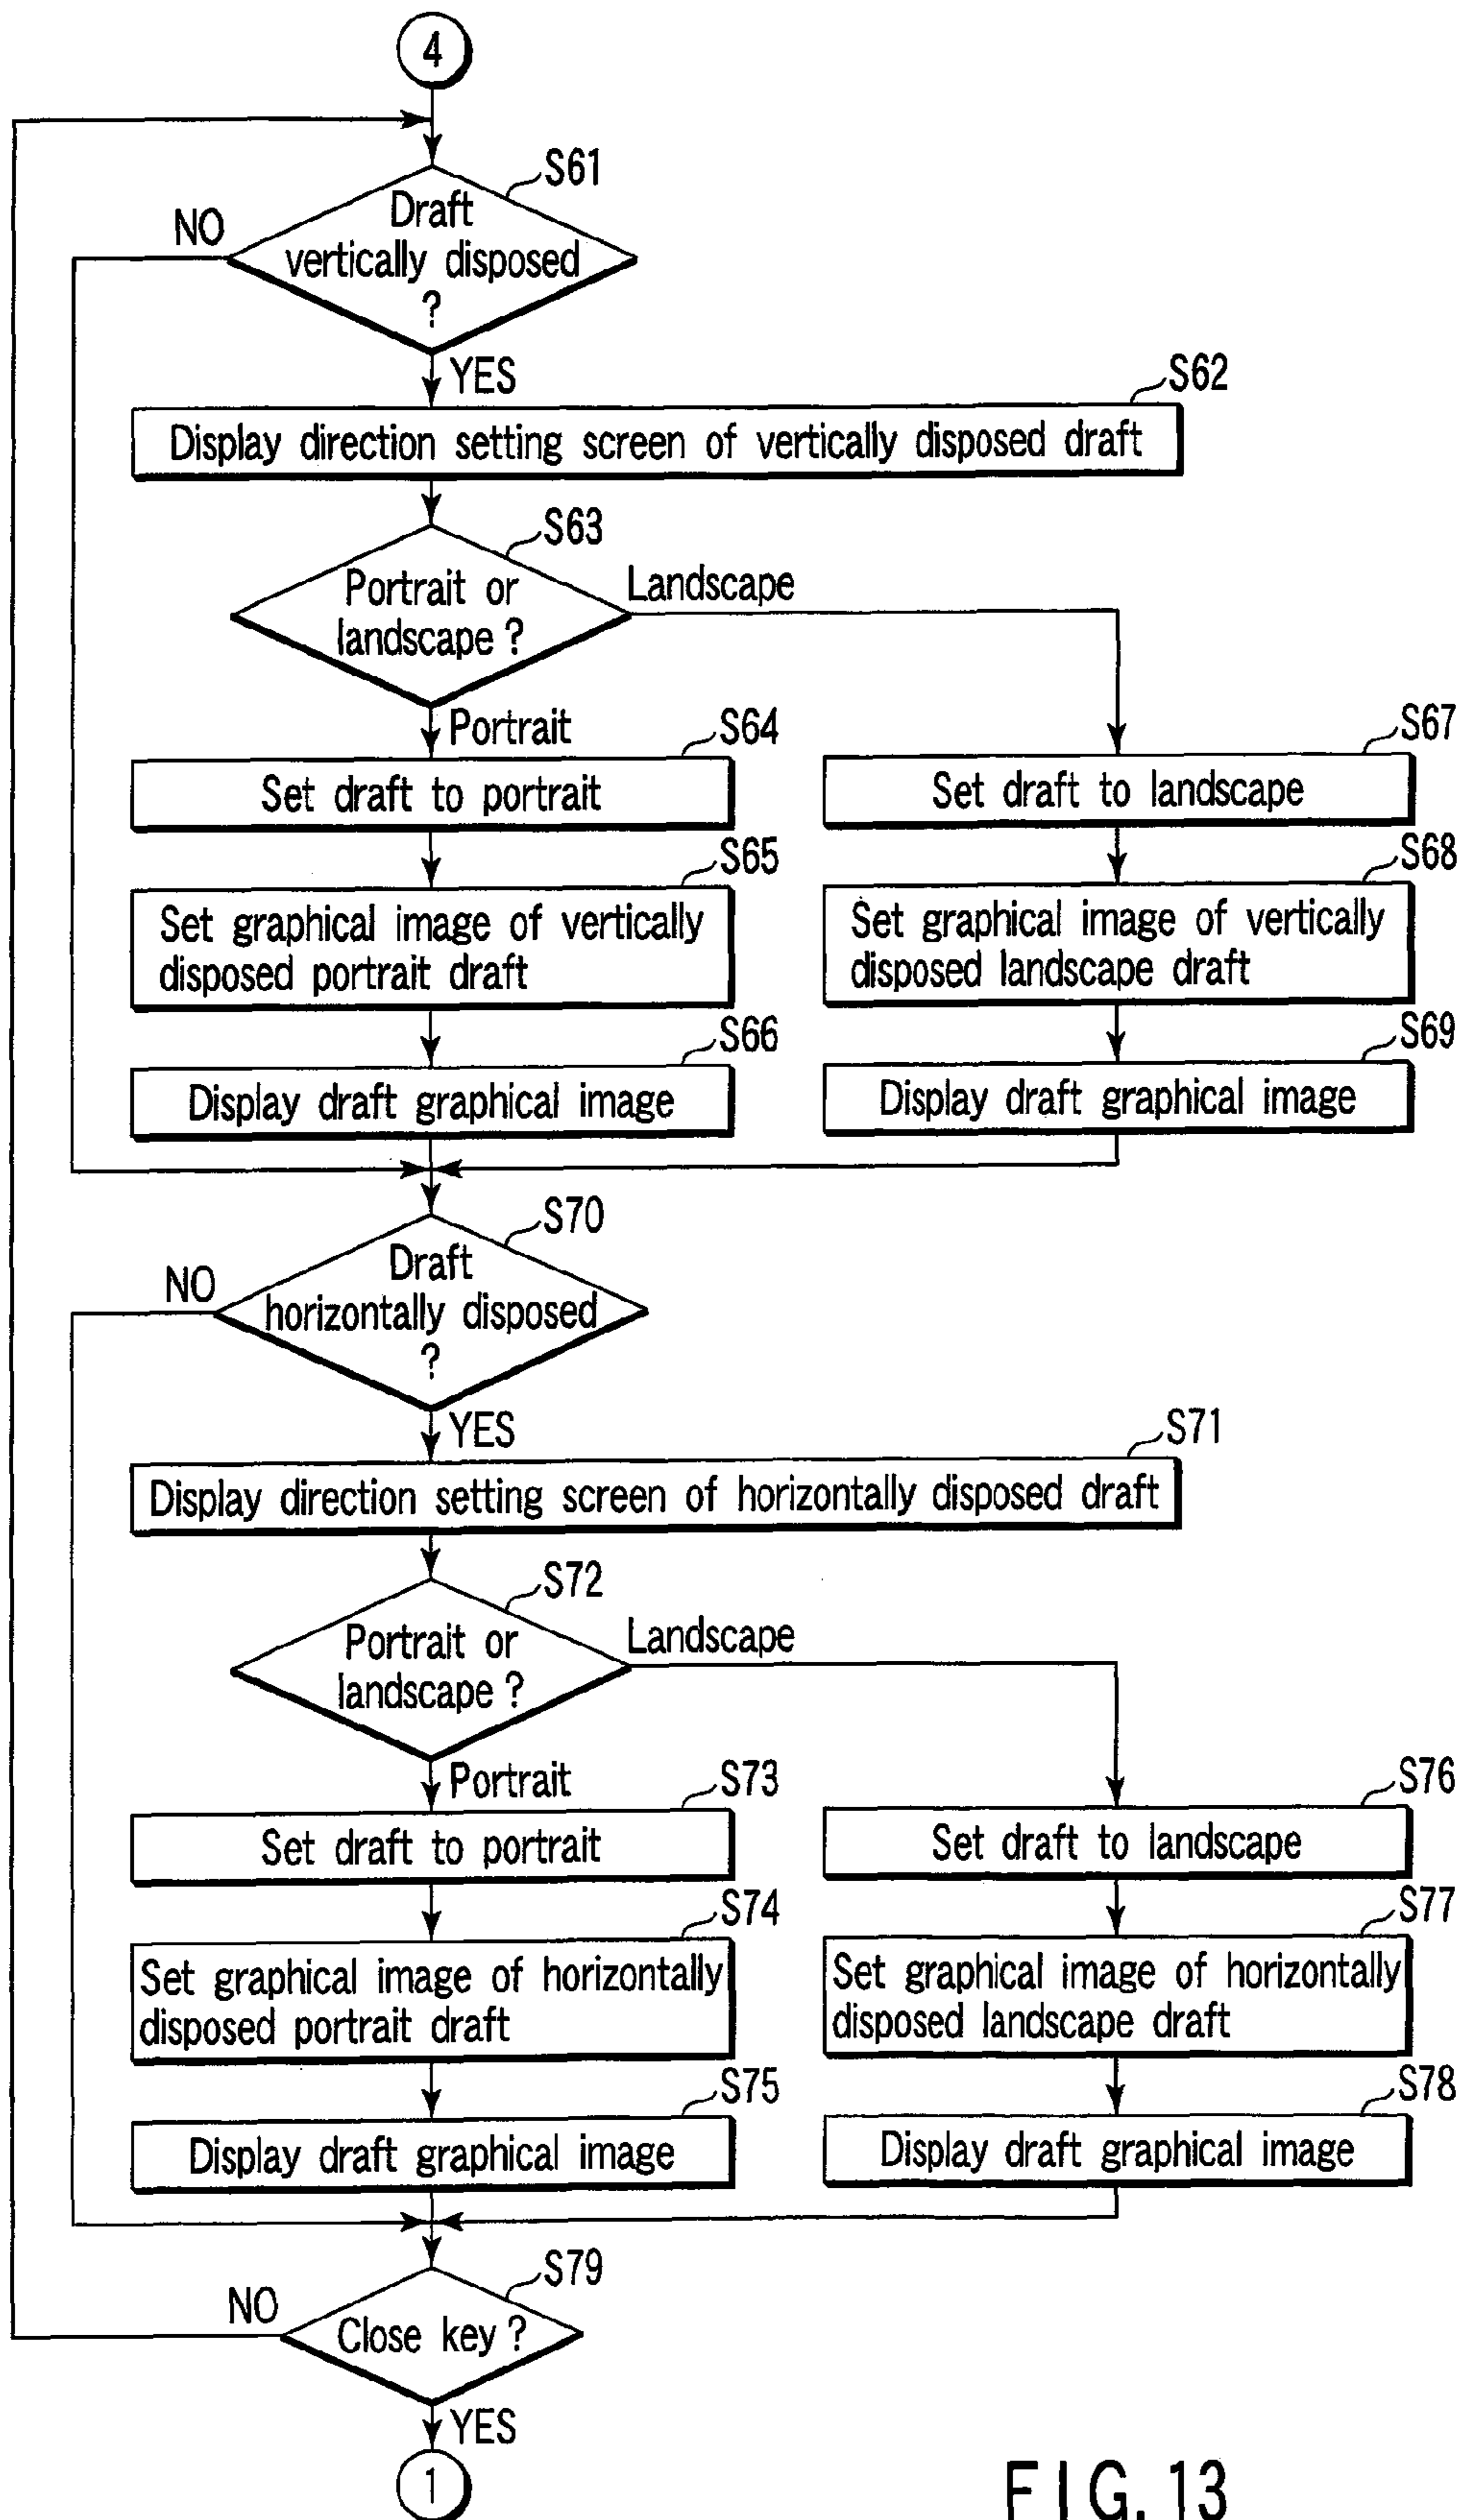 4
S61
NO
Draft
vertically disposed
?
YES
S62
Display direction setting screen of vertically disposed draft
S63
Portrait or
landscape ?
Landscape
Portrait
S64
Set draft to portrait
S67
Set draft to landscape
S65
Set graphical image of vertically
disposed portrait draft
S68
Set graphical image of vertically
disposed landscape draft
S66
Display draft graphical image
S69
Display draft graphical image
S70
NO
Draft
horizontally disposed
?
YES
S71
Display direction setting screen of horizontally disposed draft
S72
Portrait or
landscape ?
Landscape
Portrait
S73
Set draft to portrait
S76
Set draft to landscape
S74
Set graphical image of horizontally
disposed portrait draft
S77
Set graphical image of horizontally
disposed landscape draft
S75
Display draft graphical image
S78
Display draft graphical image
S79
NO
Close key ?
YES
1
FIG. 13